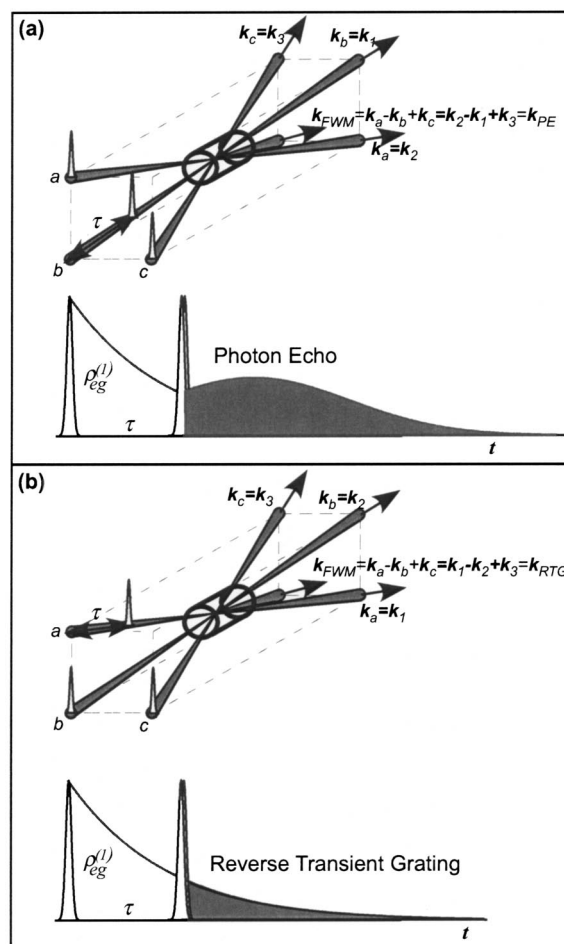 (a)
k_c=k_3
k_b=k_1
k_FWM=k_a-k_b+k_c=k_2-k_1+k_3=k_PE
k_a=k_2
a
τ
b
c
Photon Echo
ρ_eg^(1)
τ
t
(b)
k_c=k_3
k_b=k_2
k_FWM=k_a-k_b+k_c=k_1-k_2+k_3=k_RTG
k_a=k_1
τ
a
b
c
ρ_eg^(1)
Reverse Transient Grating
τ
t